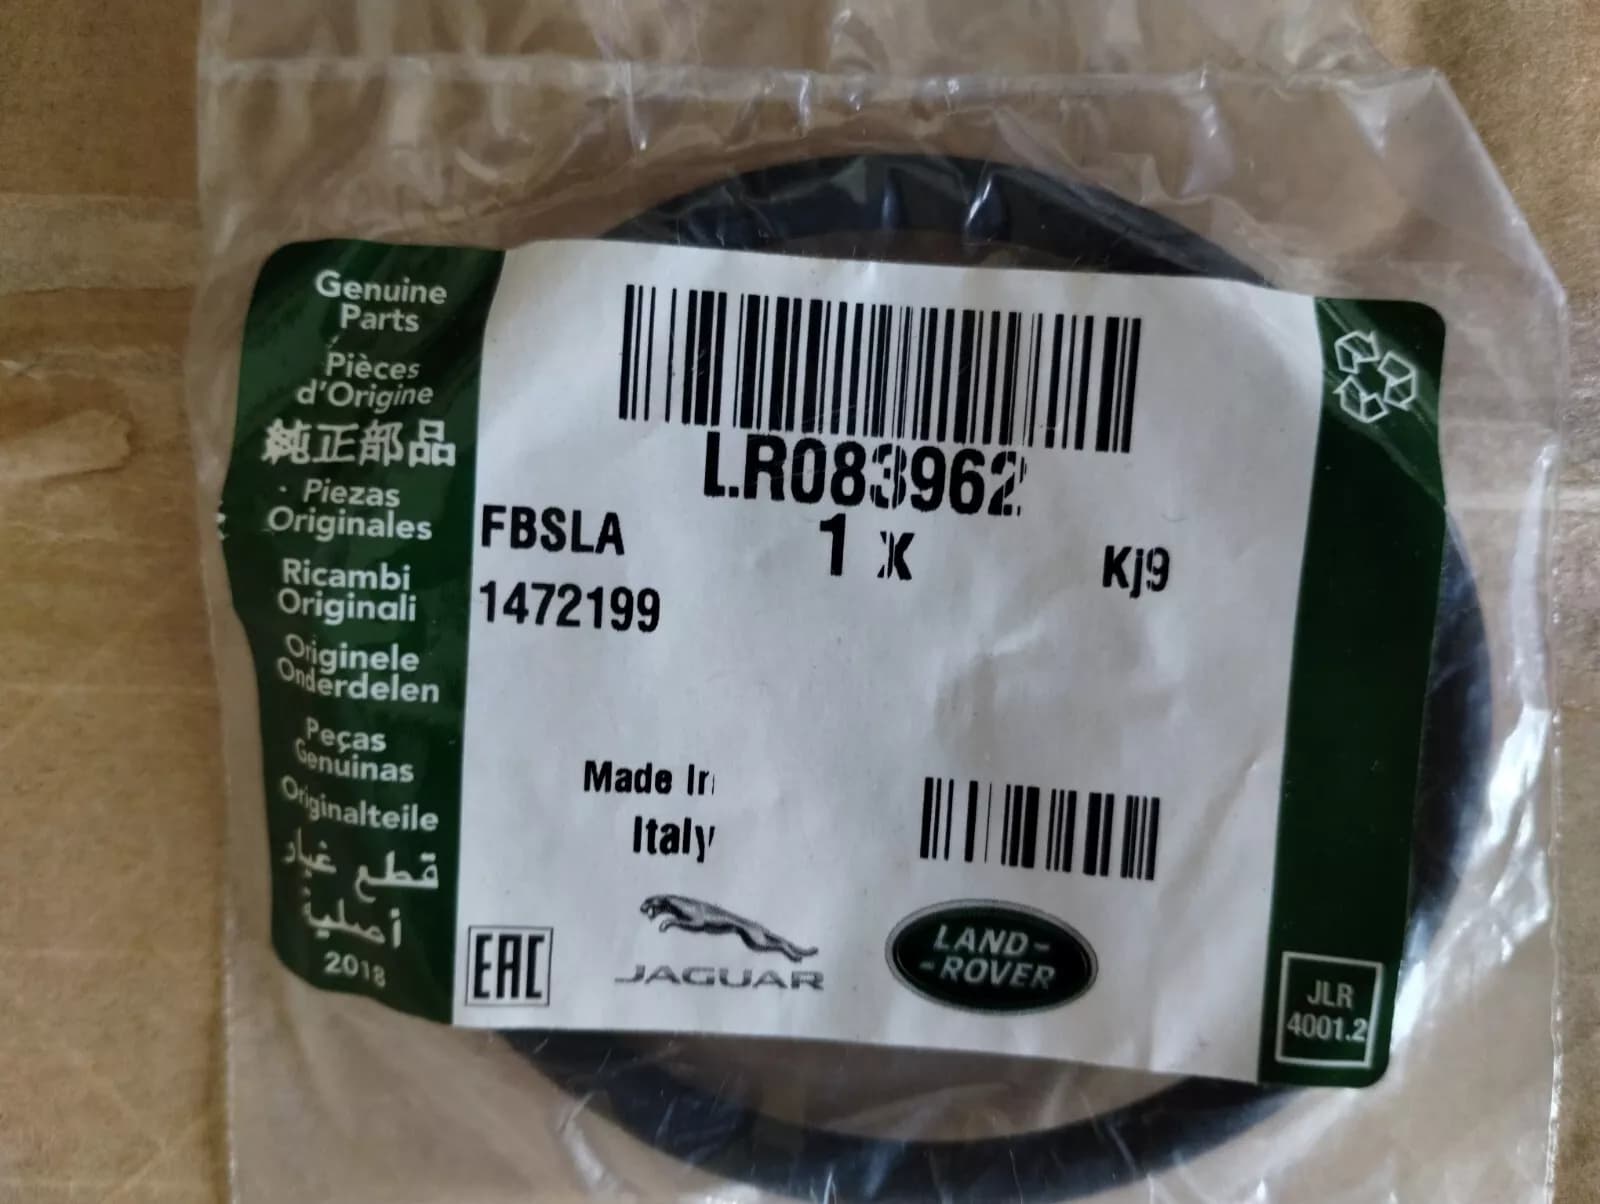 Genuine
Parts
Pièces
d'Origine
純正部品
Piezas
Originales
Ricambi
Originali
Originele
Onderdelen
Peças
Genuinas
Originalteile
قطع غيار
أصلية
2018
LR083962
FBSLA
1 x
Kj9
1472199
Made In
Italy
EAC
JAGUAR
LAND-
-ROVER
JLR
4001.2